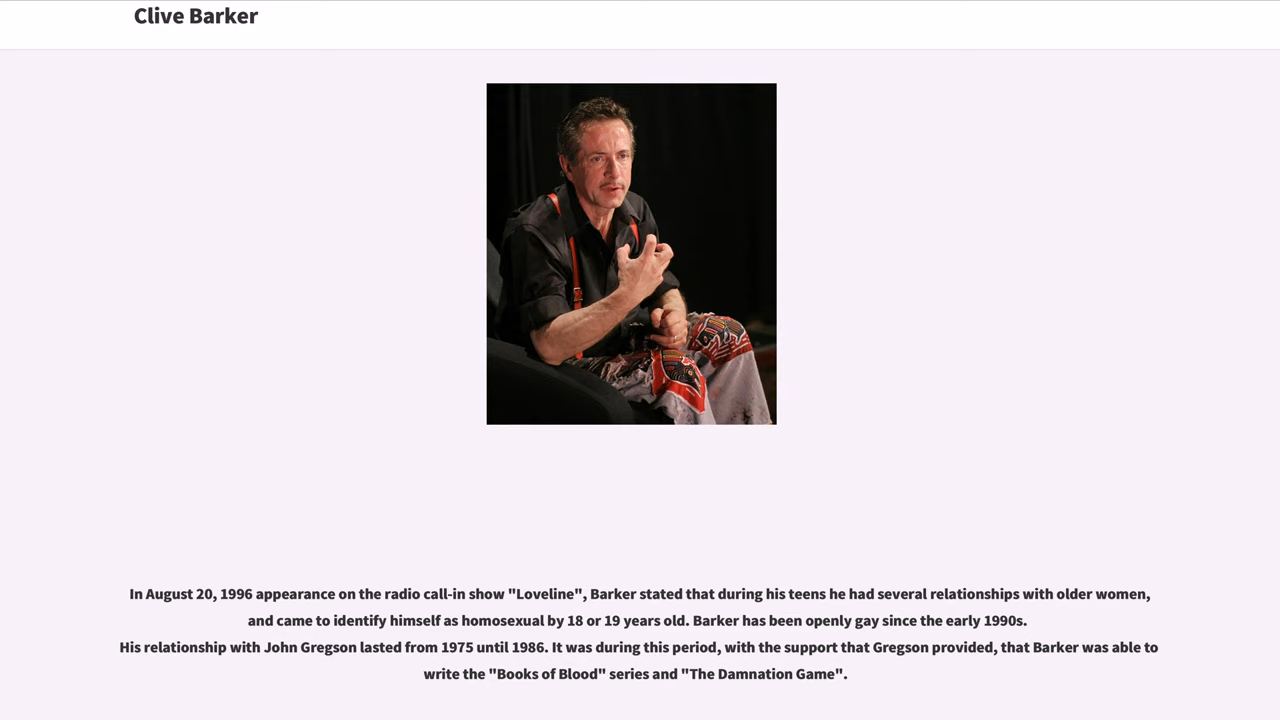 Clive Barker
In August 20, 1996 appearance on the radio call-in show "Loveline", Barker stated that during his teens he had several relationships with older women,
and came to identify himself as homosexual by 18 or 19 years old. Barker has been openly gay since the early 1990s.
His relationship with John Gregson lasted from 1975 until 1986. It was during this period, with the support that Gregson provided, that Barker was able to
write the "Books of Blood" series and "The Damnation Game".